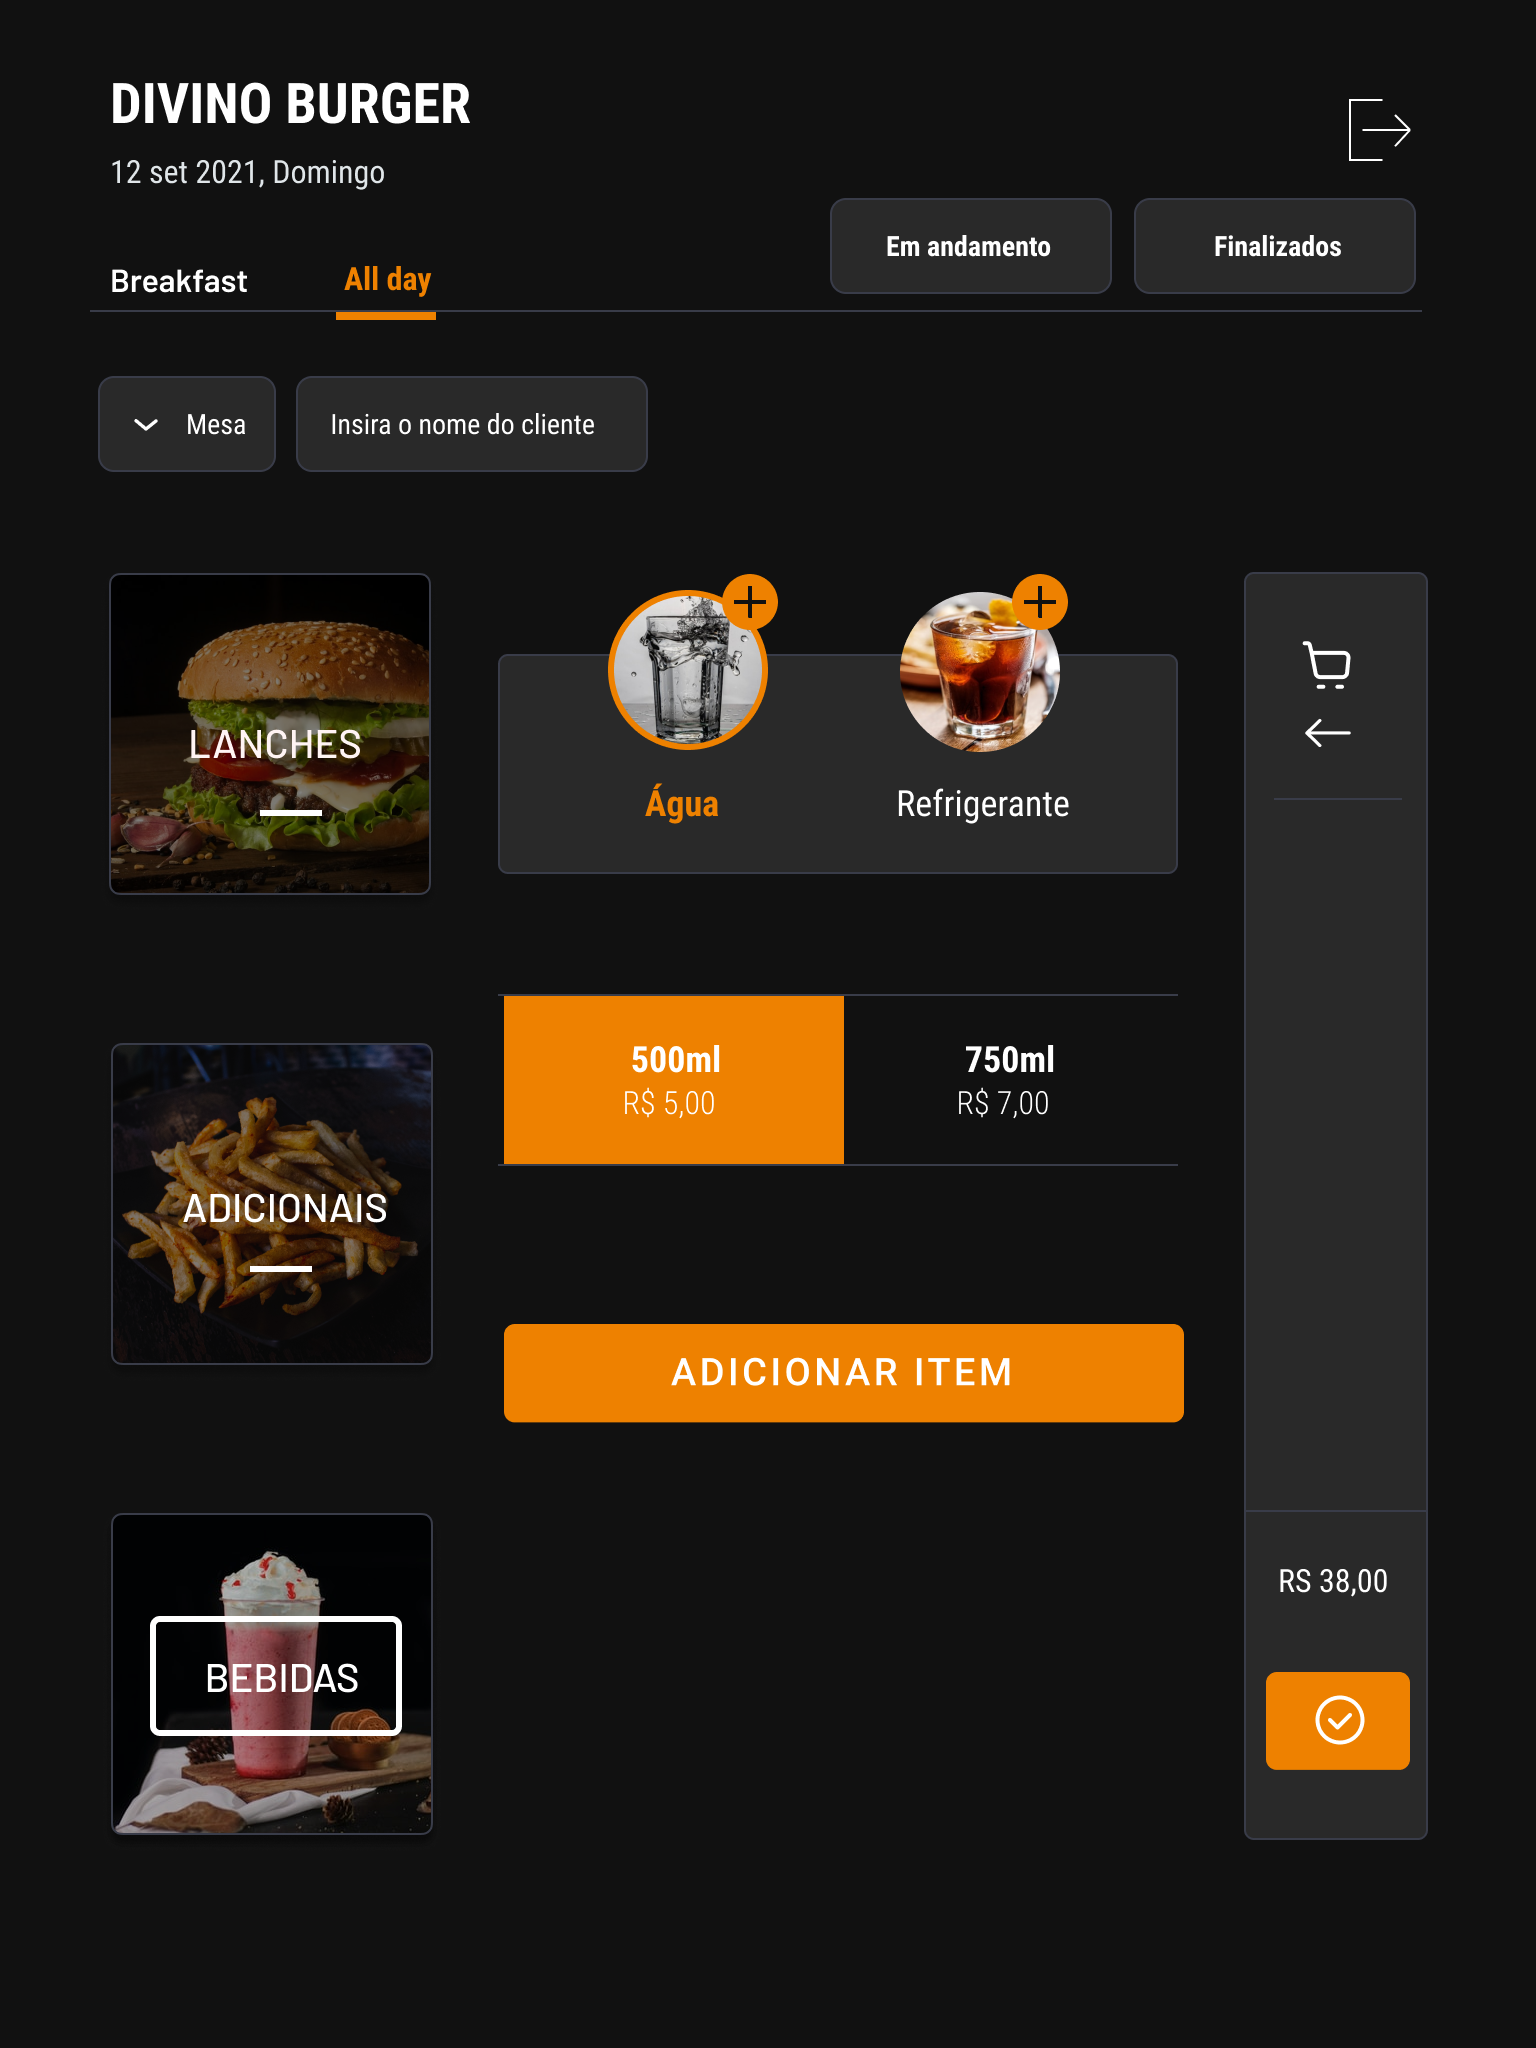 DIVINO BURGER
12 set 2021, Domingo
Em andamento
Finalizados
Breakfast
All day
Mesa
Insira o nome do cliente
LANCHES
Água
Refrigerante
500ml
R$ 5,00
750ml
R$ 7,00
ADICIONAIS
ADICIONAR ITEM
BEBIDAS
RS 38,00